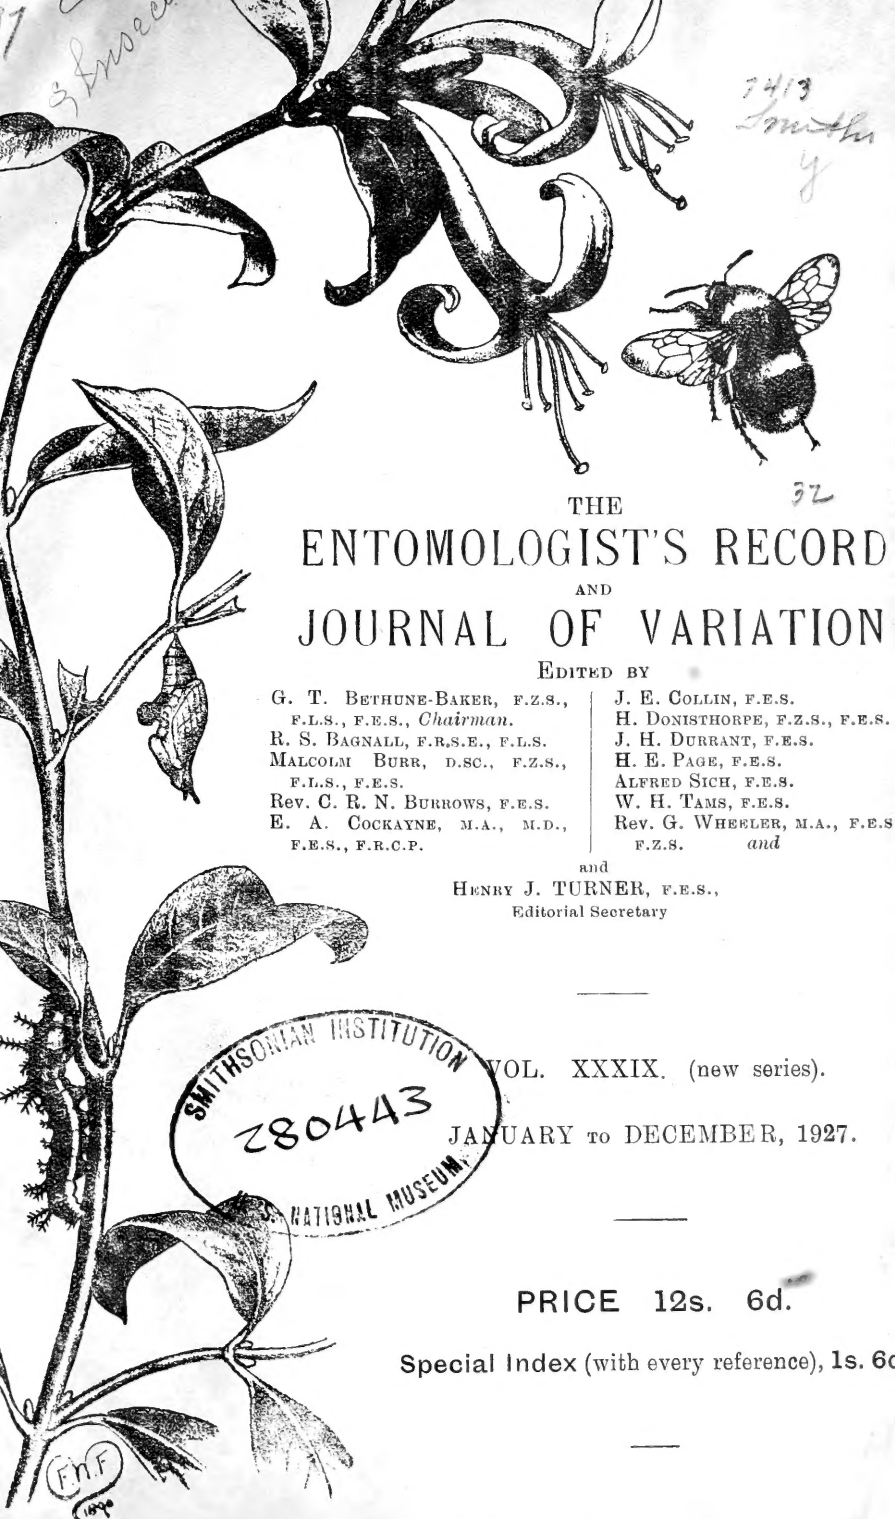 7413
32
THE
ENTOMOLOGIST'S RECORD
AND
JOURNAL OF VARIATION
EDITED BY
G. T. BETHUNE-BAKER, F.Z.S.,
F.L.S., F.E.S., Chairman.
R. S. BAGNALL, F.R.S.E., F.L.S.
MALCOLM BURR, D.SC., F.Z.S.,
F.L.S., F.E.S.
Rev. C. R. N. BURROWS, F.E.S.
E. A. COCKAYNE, M.A., M.D.,
F.E.S., F.R.C.P.
J. E. COLLIN, F.E.S.
H. DONISTHORPE, F.Z.S., F.E.S.
J. H. DURRANT, F.E.S.
H. E. PAGE, F.E.S.
ALFRED SICH, F.E.S.
W. H. TAMS, F.E.S.
Rev. G. WHEELER, M.A., F.E.S
F.Z.S. and
and
HENRY J. TURNER, F.E.S.,
Editorial Secretary
SMITHSONIAN INSTITUTION
280443
NATIONAL MUSEUM
VOL. XXXIX. (new series).
JANUARY TO DECEMBER, 1927.
PRICE 12s. 6d.
Special Index (with every reference), 1s. 6d
F.n.F
1890